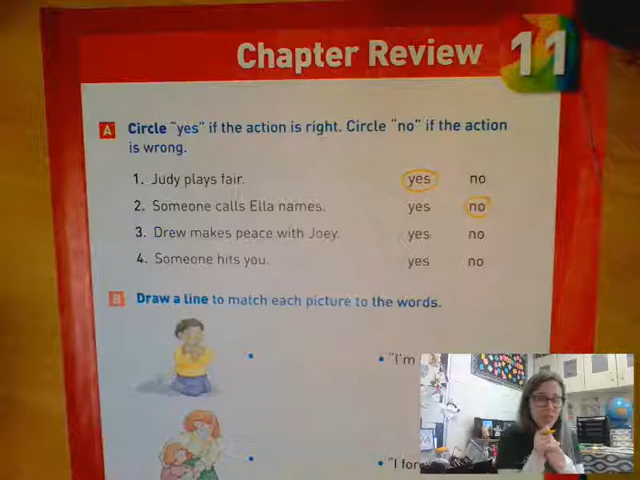 Chapter Review 11
A Circle "yes" if the action is right. Circle "no" if the action
is wrong.
1. Judy plays fair. yes no
2. Someone calls Ella names. yes no
3. Drew makes peace with Joey. yes no
4. Someone hits you. yes no
B Draw a line to match each picture to the words.
• • "I'm
• • "I for